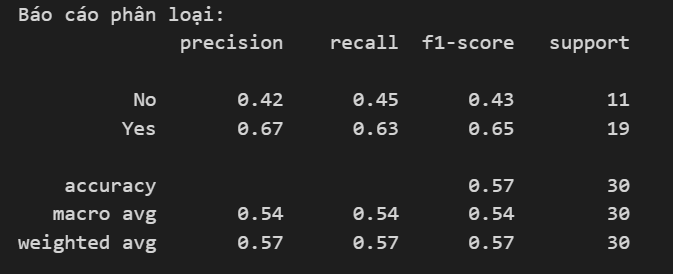 Báo cáo phân loại:
precision recall f1-score support
No 0.42 0.45 0.43 11
Yes 0.67 0.63 0.65 19
accuracy 0.57 30
macro avg 0.54 0.54 0.54 30
weighted avg 0.57 0.57 0.57 30